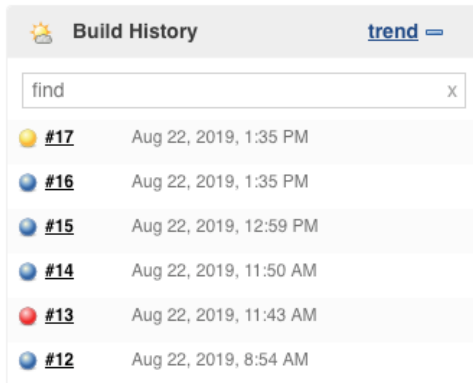 Build History trend
find x
#17 Aug 22, 2019, 1:35 PM
#16 Aug 22, 2019, 1:35 PM
#15 Aug 22, 2019, 12:59 PM
#14 Aug 22, 2019, 11:50 AM
#13 Aug 22, 2019, 11:43 AM
#12 Aug 22, 2019, 8:54 AM